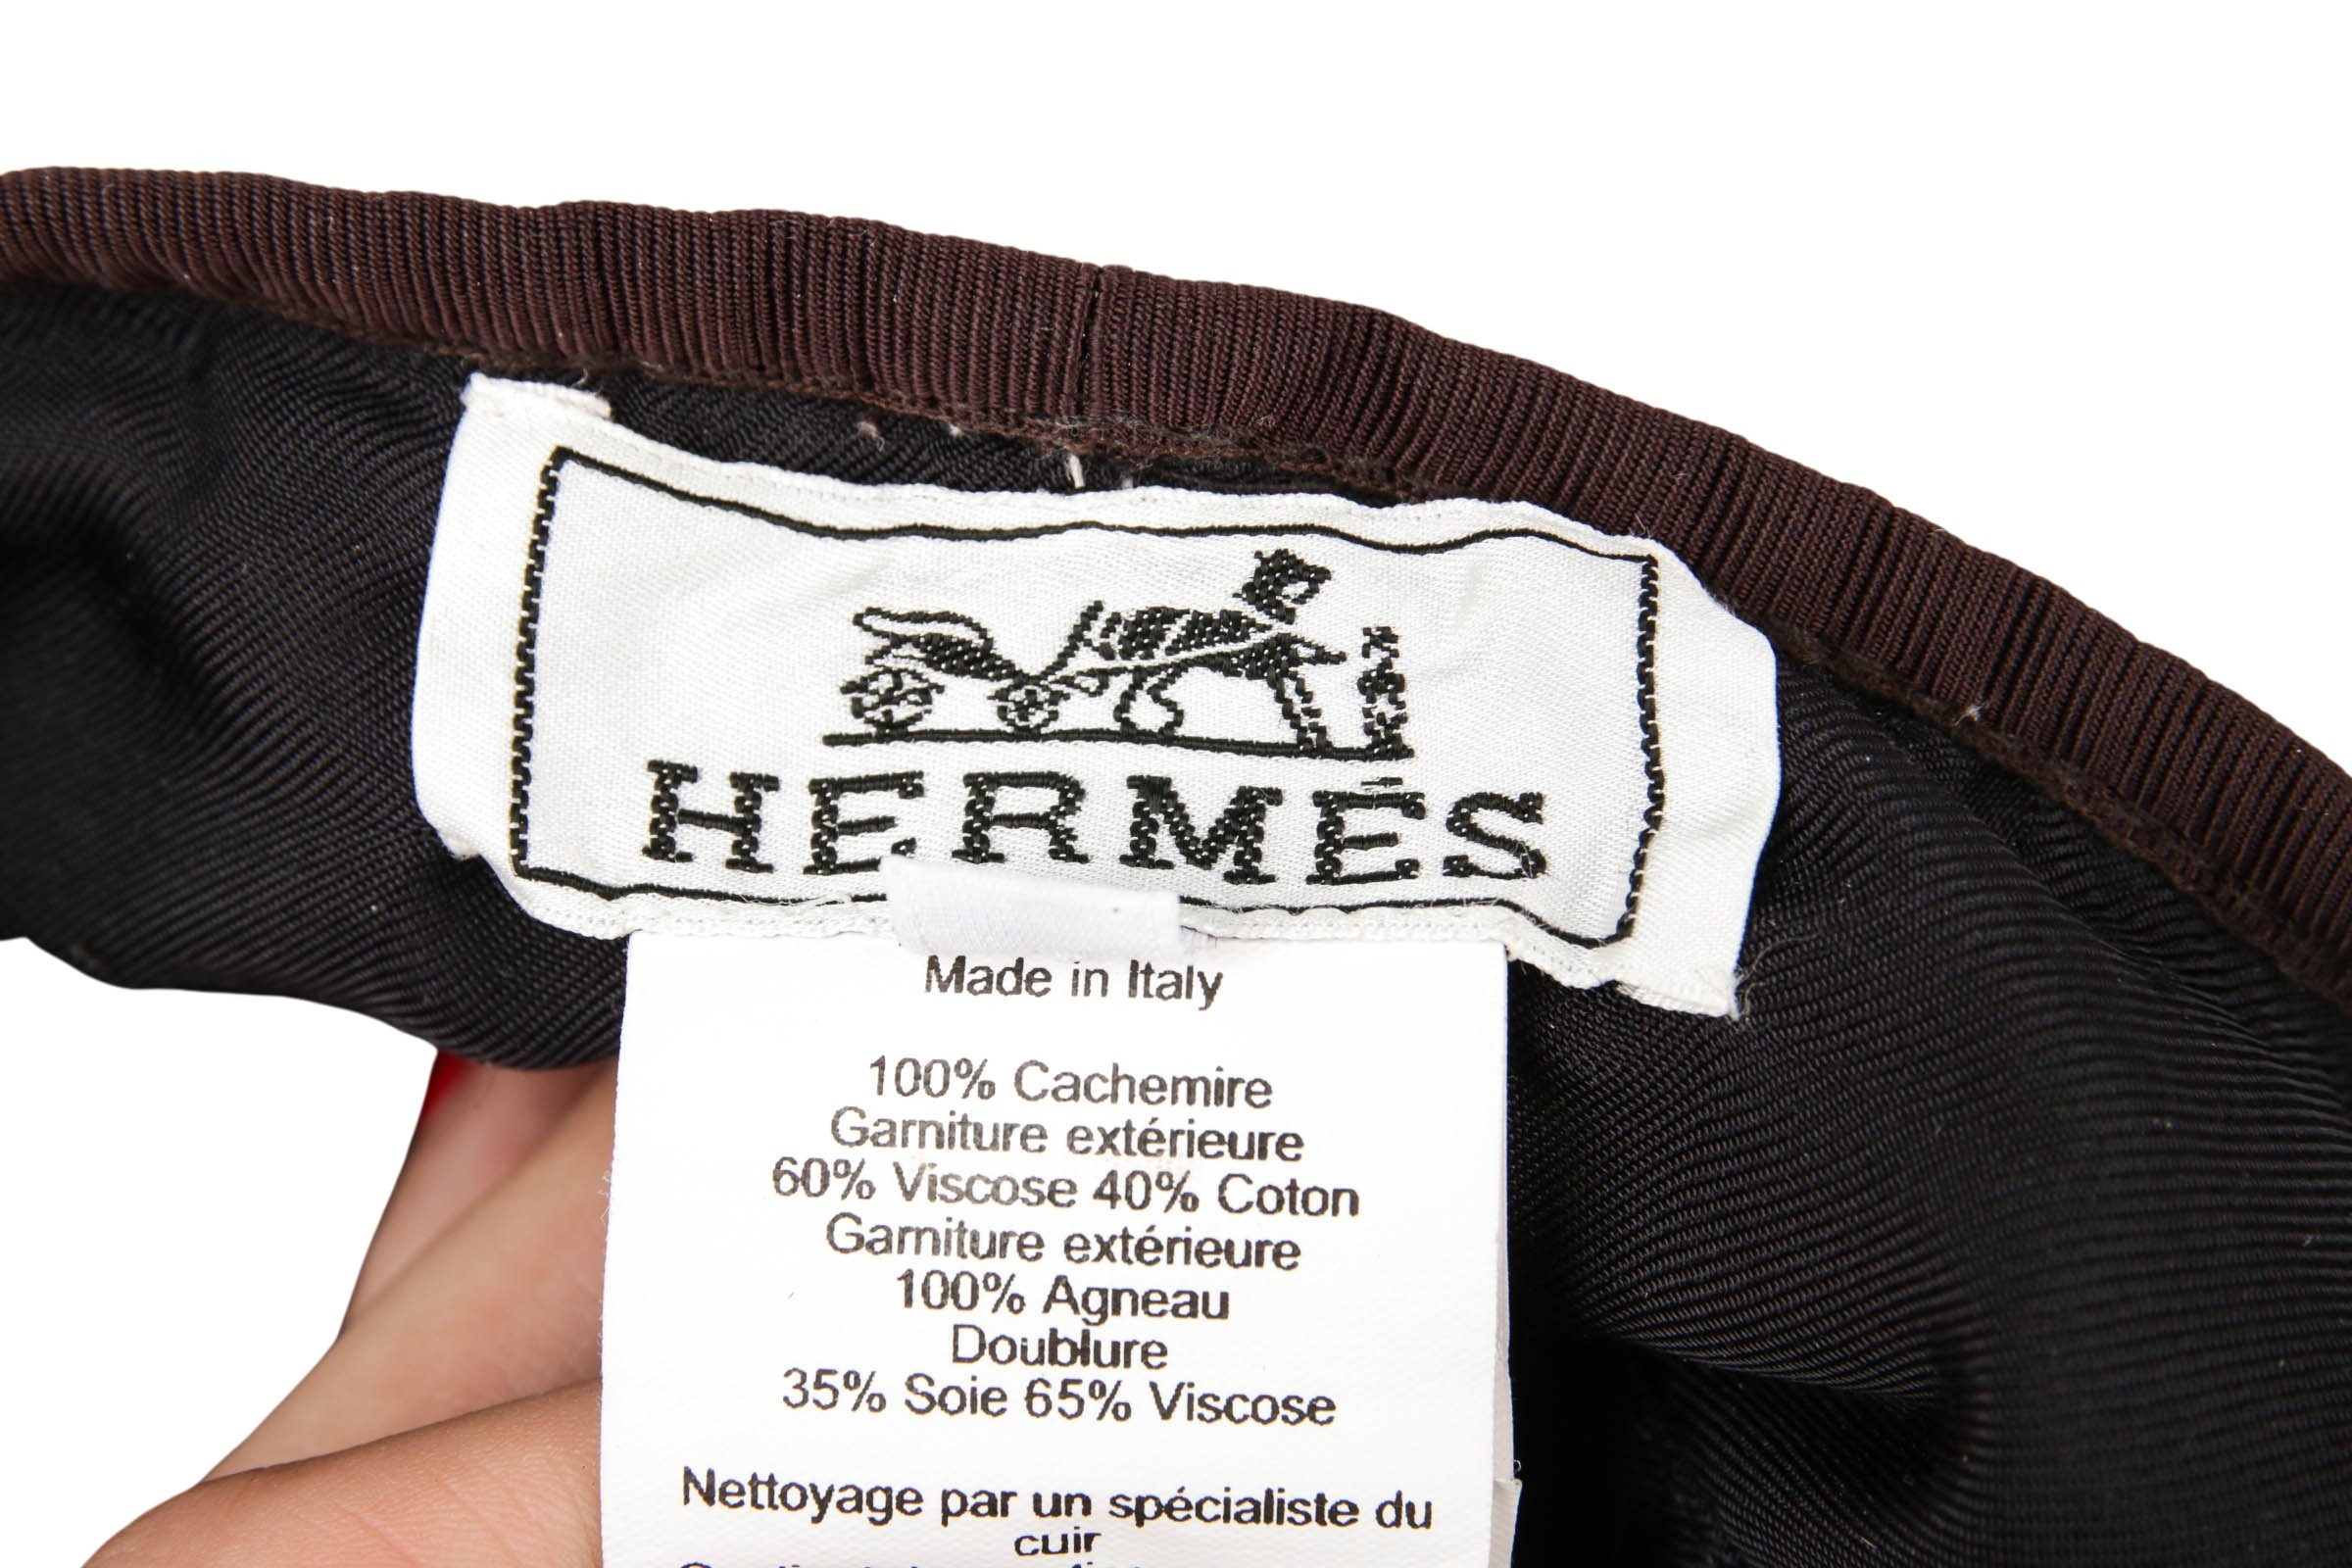 HERMÈS
Made in Italy
100% Cachemire
Garniture extérieure
60% Viscose 40% Coton
Garniture extérieure
100% Agneau
Doublure
35% Soie 65% Viscose
Nettoyage par un spécialiste du
cuir